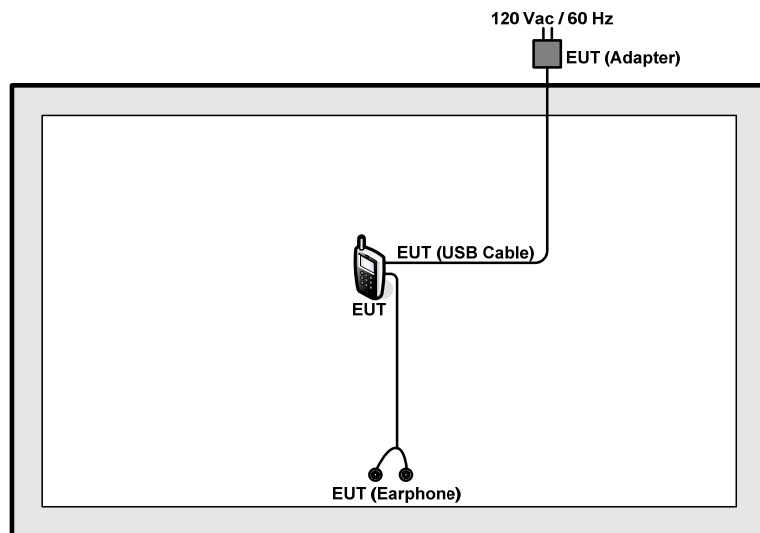 120 Vac / 60 Hz
EUT (Adapter)
EUT (USB Cable)
EUT
EUT (Earphone)